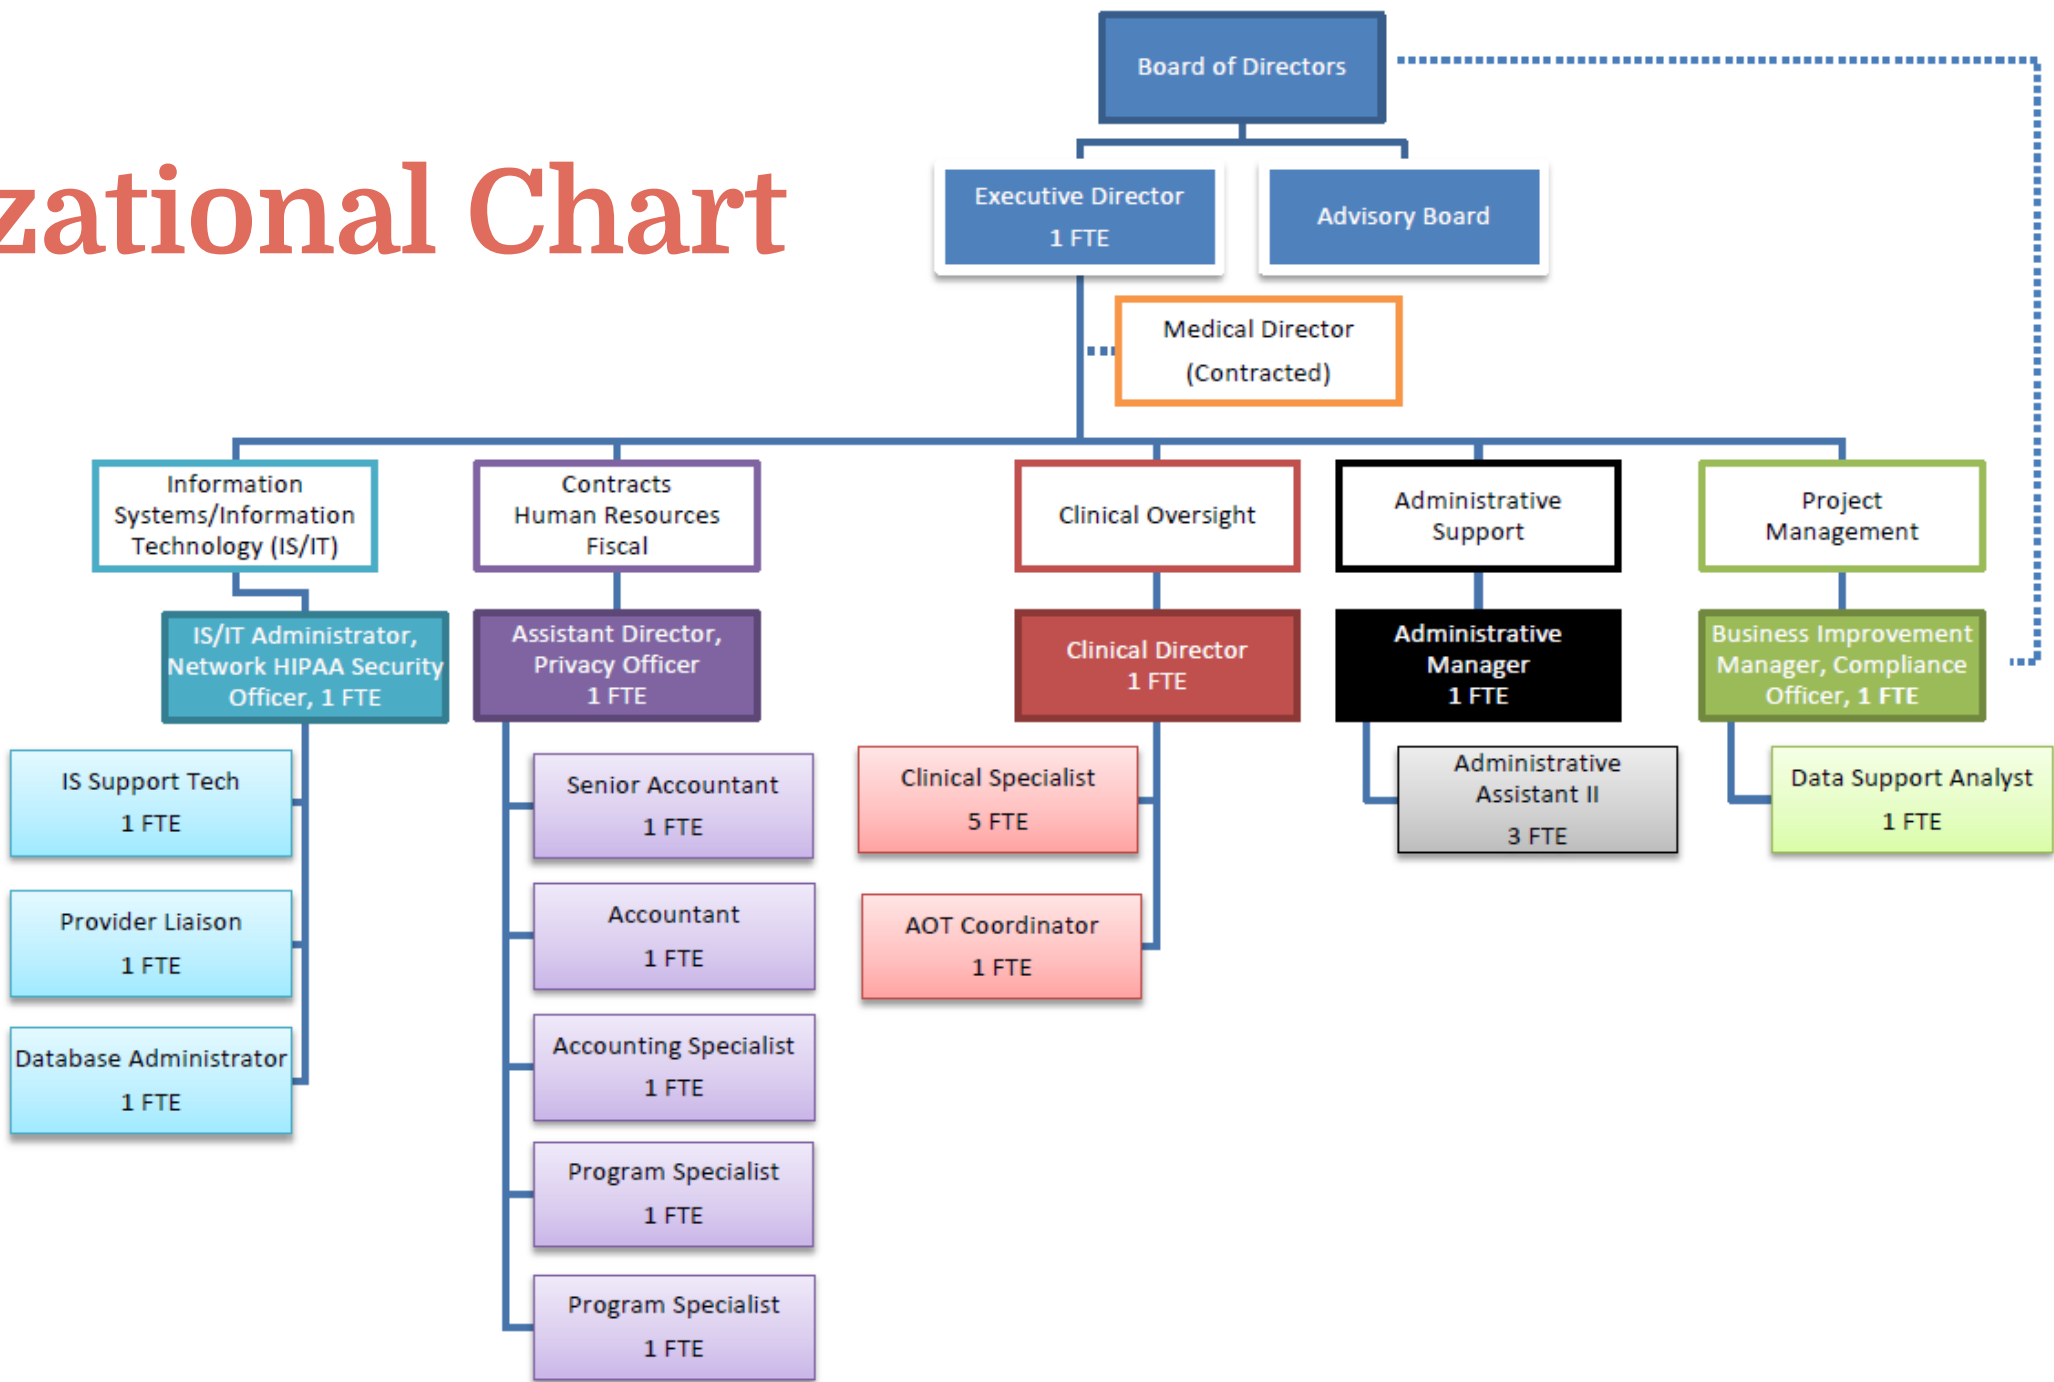 Board of Directors
zational Chart
Executive Director
1 FTE
Advisory Board
Medical Director
(Contracted)
Information
Systems/Information
Technology (IS/IT)
Contracts
Human Resources
Fiscal
Clinical Oversight
Administrative
Support
Project
Management
IS/IT Administrator,
Network HIPAA Security
Officer, 1 FTE
Assistant Director,
Privacy Officer
1 FTE
Clinical Director
1 FTE
Administrative
Manager
1 FTE
Business Improvement
Manager, Compliance
Officer, 1 FTE
IS Support Tech
1 FTE
Provider Liaison
1 FTE
Database Administrator
1 FTE
Senior Accountant
1 FTE
Accountant
1 FTE
Accounting Specialist
1 FTE
Program Specialist
1 FTE
Program Specialist
1 FTE
Clinical Specialist
5 FTE
AOT Coordinator
1 FTE
Administrative
Assistant II
3 FTE
Data Support Analyst
1 FTE